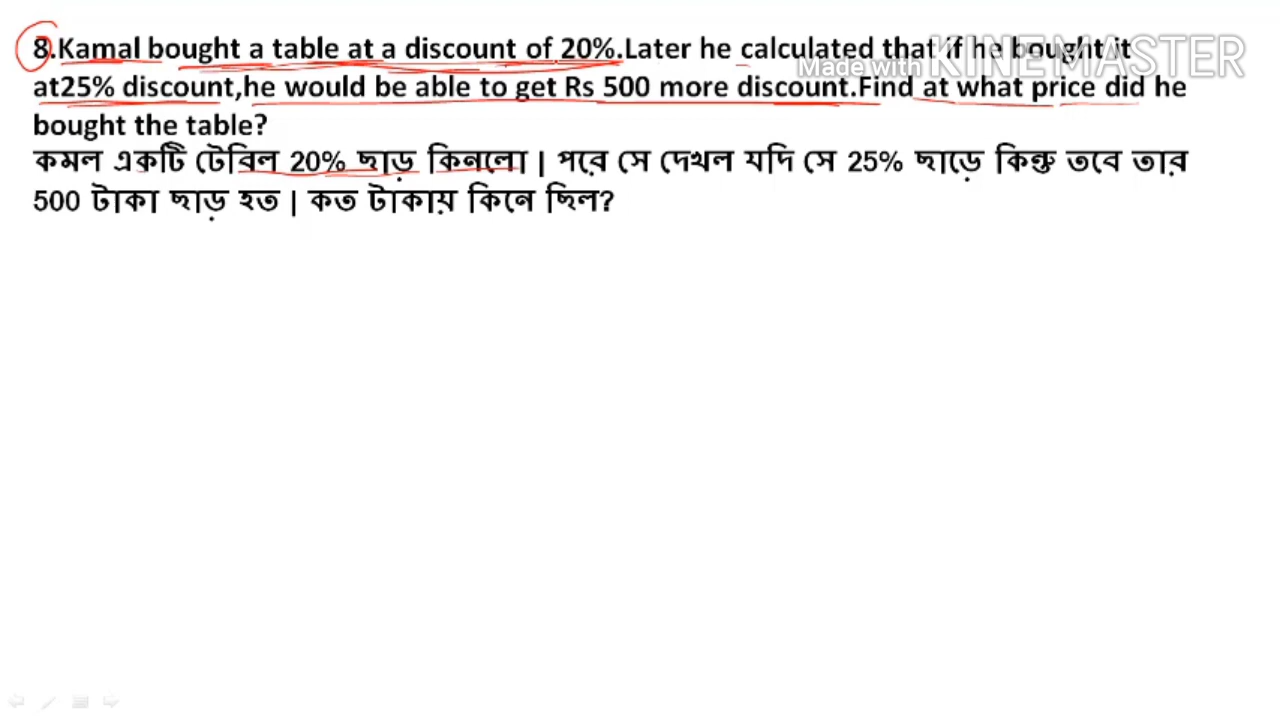 8.Kamal bought a table at a discount of 20%.Later he calculated that if he bought it
Made with KINEMASTER
at25% discount,he would be able to get Rs 500 more discount.Find at what price did he
bought the table?
কমল একটি টেবিল 20% ছাড় কিনলো | পরে সে দেখল যদি সে 25% ছাড়ে কিন্তু তবে তার
500 টাকা ছাড় হত | কত টাকায় কিনে ছিল?